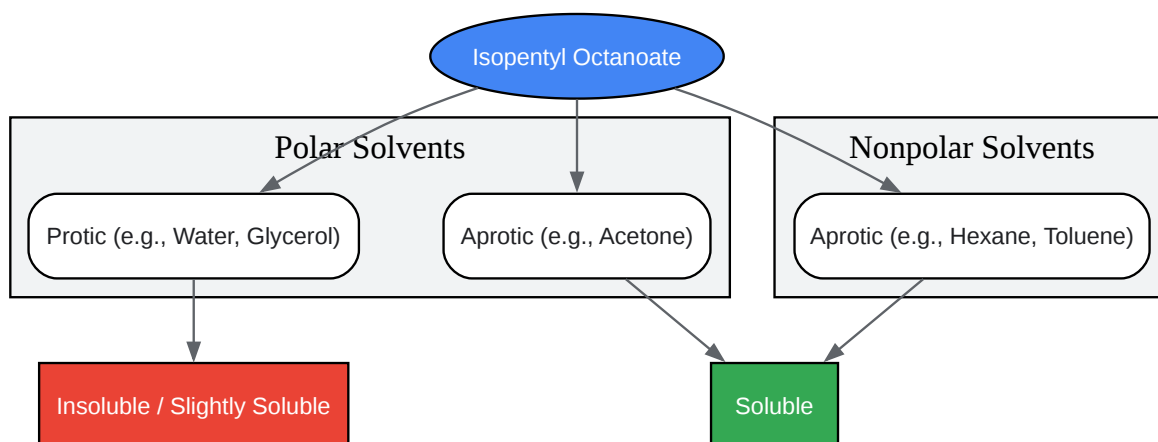 Isopentyl Octanoate
Polar Solvents
Nonpolar Solvents
Protic (e.g., Water, Glycerol)
Aprotic (e.g., Acetone)
Aprotic (e.g., Hexane, Toluene)
Insoluble / Slightly Soluble
Soluble